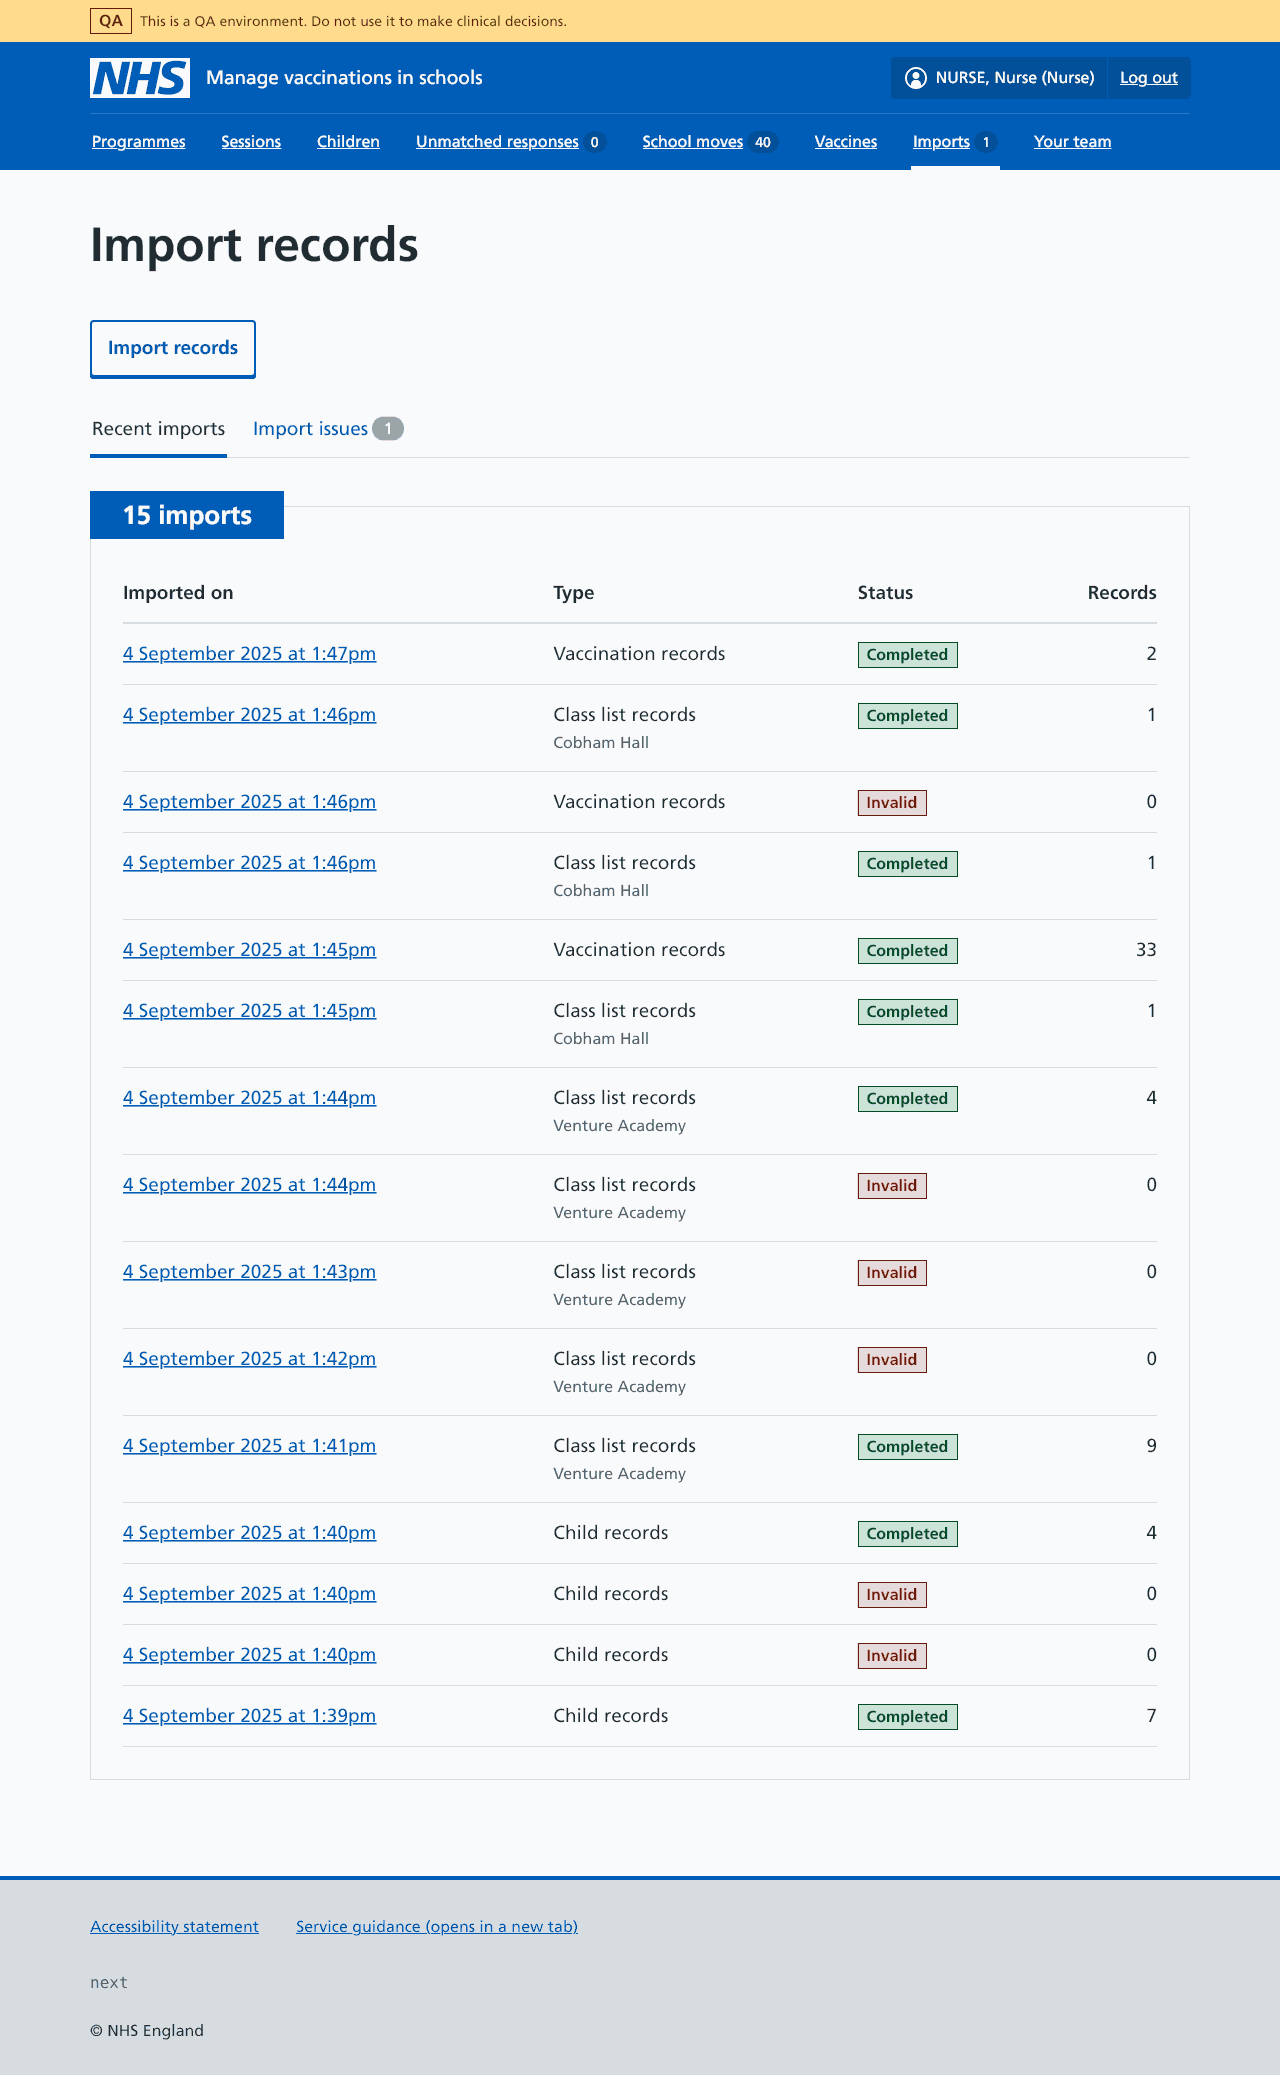 QA This is a QA environment. Do not use it to make clinical decisions.
NHS Manage vaccinations in schools NURSE, Nurse (Nurse) Log out
Programmes Sessions Children Unmatched responses 0 School moves 40 Vaccines Imports 1 Your team
Import records
Import records
Recent imports Import issues 1
15 imports
Imported on Type Status Records
4 September 2025 at 1:47pm Vaccination records Completed 2
4 September 2025 at 1:46pm Class list records Completed 1
Cobham Hall
4 September 2025 at 1:46pm Vaccination records Invalid 0
4 September 2025 at 1:46pm Class list records Completed 1
Cobham Hall
4 September 2025 at 1:45pm Vaccination records Completed 33
4 September 2025 at 1:45pm Class list records Completed 1
Cobham Hall
4 September 2025 at 1:44pm Class list records Completed 4
Venture Academy
4 September 2025 at 1:44pm Class list records Invalid 0
Venture Academy
4 September 2025 at 1:43pm Class list records Invalid 0
Venture Academy
4 September 2025 at 1:42pm Class list records Invalid 0
Venture Academy
4 September 2025 at 1:41pm Class list records Completed 9
Venture Academy
4 September 2025 at 1:40pm Child records Completed 4
4 September 2025 at 1:40pm Child records Invalid 0
4 September 2025 at 1:40pm Child records Invalid 0
4 September 2025 at 1:39pm Child records Completed 7
Accessibility statement Service guidance (opens in a new tab)
next
© NHS England